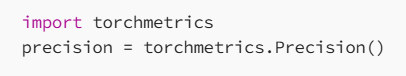 import torchmetrics
precision = torchmetrics.Precision()